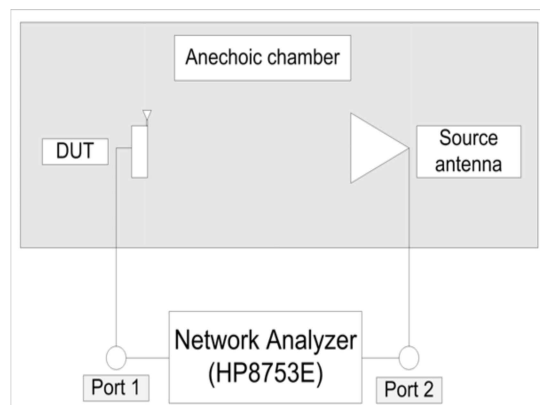 Anechoic chamber
DUT
Source
antenna
Network Analyzer
(HP8753E)
Port 1
Port 2